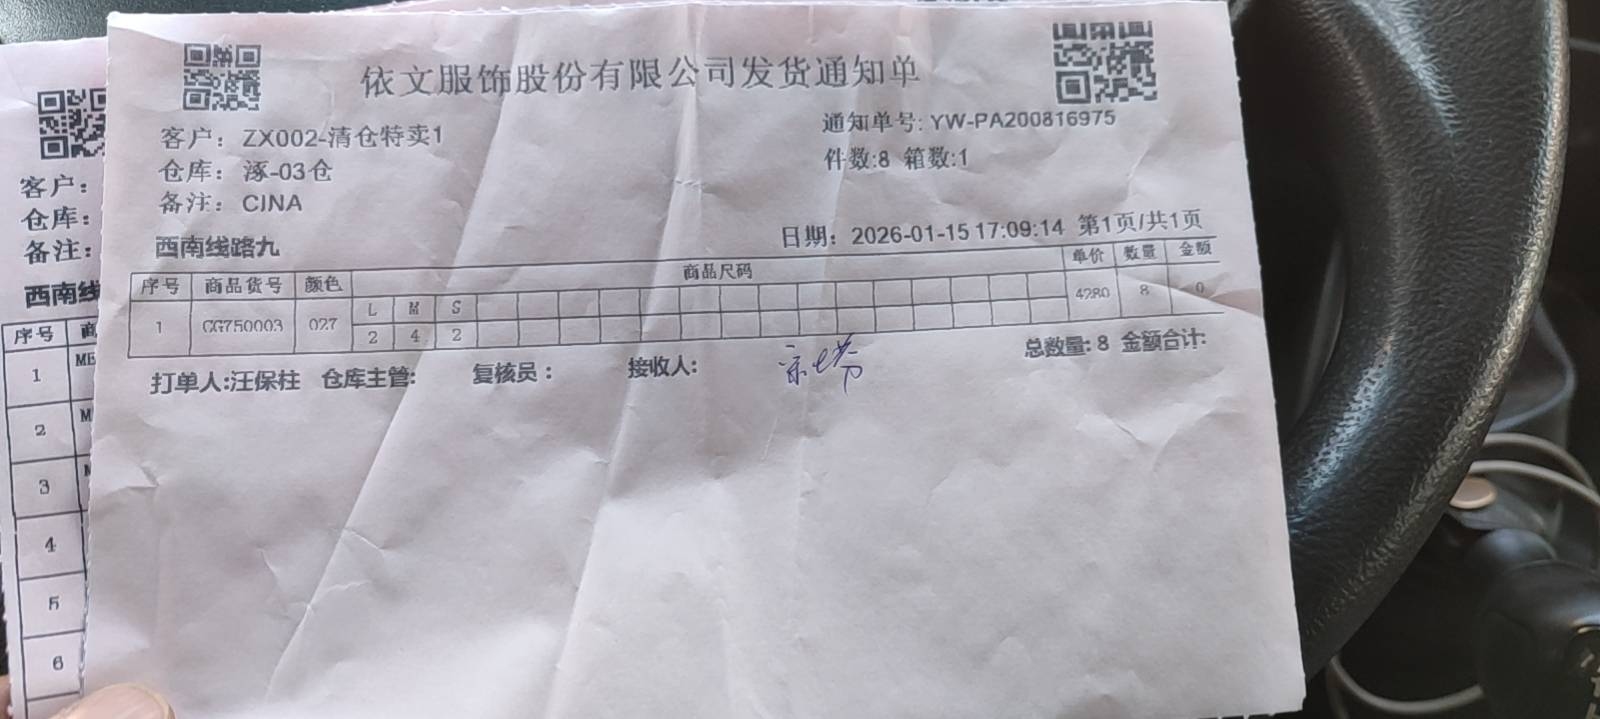 依文服饰股份有限公司发货通知单
客户：ZX002-清仓特卖1
通知单号: YW-PA200816975
仓库：涿-03仓
件数:8 箱数:1
备注：CINA
西南线路九
日期：2026-01-15 17:09:14 第1页/共1页
序号 商品货号 颜色 商品尺码 单价 数量 金额
L M S
1 CG750003 027 2 4 2 4280 8 0
总数量: 8 金额合计:
打单人:汪保柱 仓库主管: 复核员: 接收人:
客户:
仓库:
备注:
西南线
序号 商
1 ME
2 M
3 M
4
5
6